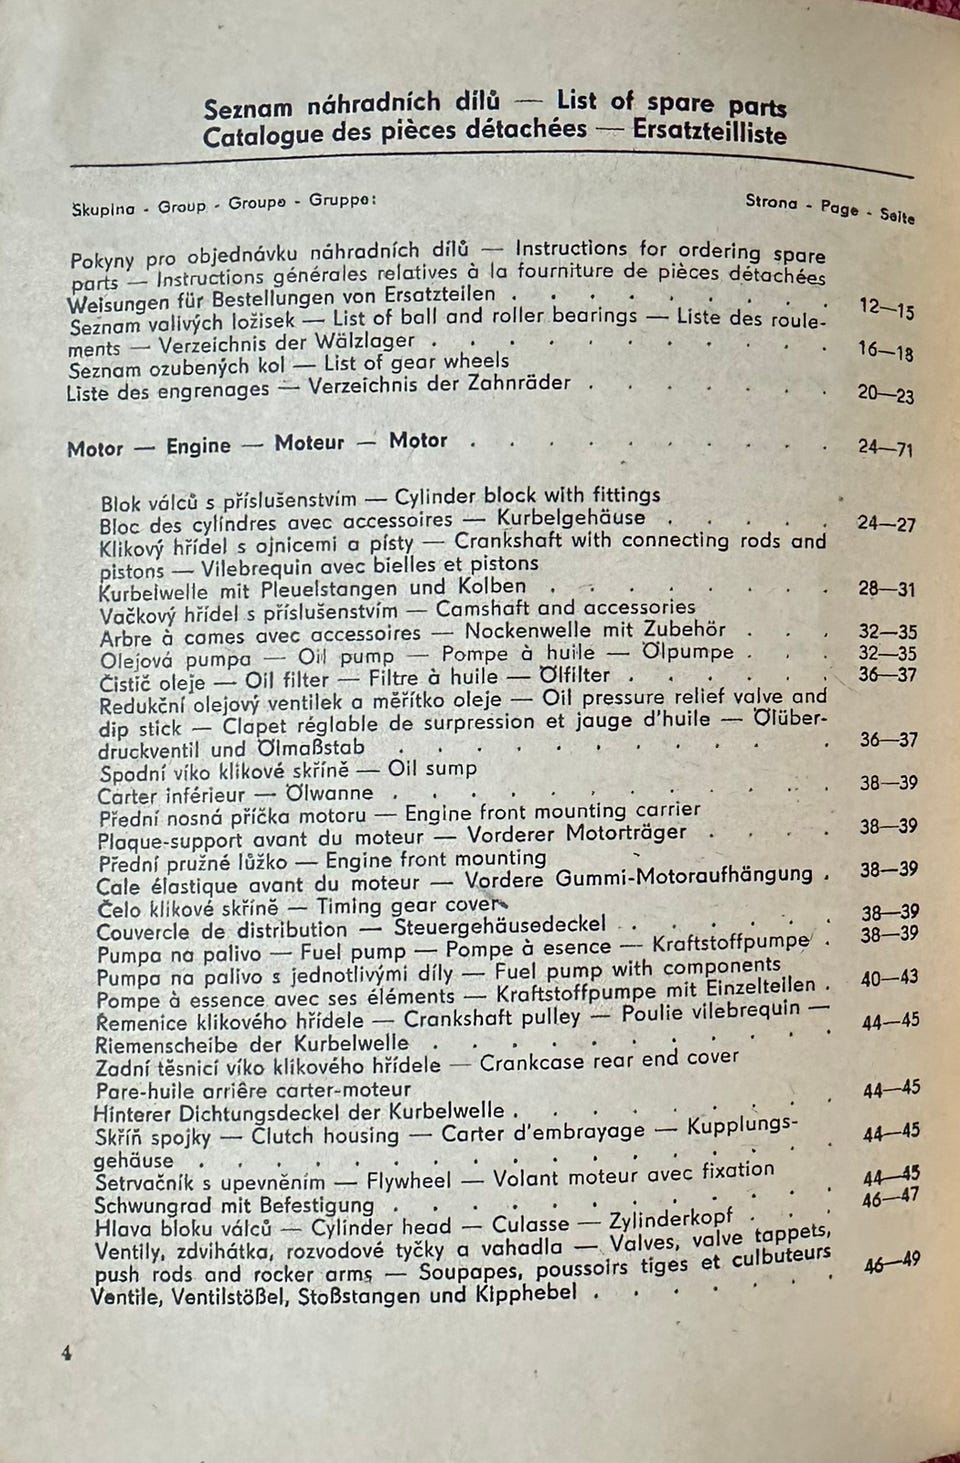 Seznam náhradních dílů — List of spare parts
Catalogue des pièces détachées — Ersatzteilliste
Skupina - Group - Groupe - Gruppe: Strona - Page - Seite
Pokyny pro objednávku náhradních dílů — Instructions for ordering spare
parts — Instructions générales relatives à la fourniture de pièces détachées
Weisungen für Bestellungen von Ersatzteilen . . . . . . . . . 12—15
Seznam valivých ložisek — List of ball and roller bearings — Liste des roule-
ments — Verzeichnis der Wälzlager . . . . . . . . . . . 16—18
Seznam ozubených kol — List of gear wheels
Liste des engrenages — Verzeichnis der Zahnräder . . . . . . . 20—23
Motor — Engine — Moteur — Motor . . . . . . . . . . 24—71
Blok válců s příslušenstvím — Cylinder block with fittings
Bloc des cylindres avec accessoires — Kurbelgehäuse . . . . . 24—27
Klikový hřídel s ojnicemi a písty — Crankshaft with connecting rods and
pistons — Vilebrequin avec bielles et pistons
Kurbelwelle mit Pleuelstangen und Kolben . . . . . . . . 28—31
Vačkový hřídel s příslušenstvím — Camshaft and accessories
Arbre à cames avec accessoires — Nockenwelle mit Zubehör . . . 32—35
Olejová pumpa — Oil pump — Pompe à huile — Ölpumpe . . . 32—35
Čistič oleje — Oil filter — Filtre à huile — Ölfilter . . . . . . 36—37
Redukční olejový ventilek a měřítko oleje — Oil pressure relief valve and
dip stick — Clapet réglable de surpression et jauge d'huile — Ölüber-
druckventil und Ölmaßstab . . . . . . . . . . . 36—37
Spodní víko klikové skříně — Oil sump
Carter inférieur — Ölwanne . . . . . . . . . . . . 38—39
Přední nosná příčka motoru — Engine front mounting carrier
Plaque-support avant du moteur — Vorderer Motorträger . . . . 38—39
Přední pružné lůžko — Engine front mounting
Cale élastique avant du moteur — Vordere Gummi-Motoraufhängung . 38—39
Čelo klikové skříně — Timing gear cover
Couvercle de distribution — Steuergehäusedeckel . . . . . . 38—39
Pumpa na palivo — Fuel pump — Pompe à esence — Kraftstoffpumpe . 38—39
Pumpa na palivo s jednotlivými díly — Fuel pump with components
Pompe à essence avec ses éléments — Kraftstoffpumpe mit Einzelteilen . 40—43
Řemenice klikového hřídele — Crankshaft pulley — Poulie vilebrequin —
Riemenscheibe der Kurbelwelle . . . . . . . . . . 44—45
Zadní těsnicí víko klikového hřídele — Crankcase rear end cover
Pare-huile arriêre carter-moteur
Hinterer Dichtungsdeckel der Kurbelwelle . . . . . . . . 44—45
Skříň spojky — Clutch housing — Carter d'embrayage — Kupplungs-
gehäuse . . . . . . . . . . . . . . . 44—45
Setrvačník s upevněním — Flywheel — Volant moteur avec fixation
Schwungrad mit Befestigung . . . . . . . . . . . 44—45
Hlava bloku válců — Cylinder head — Culasse — Zylinderkopf . . . 46—47
Ventily, zdvihátka, rozvodové tyčky a vahadla — Valves, valve tappets,
push rods and rocker arms — Soupapes, poussoirs tiges et culbuteurs
Ventile, Ventilstößel, Stoßstangen und Kipphebel . . . . . . . 46—49
4